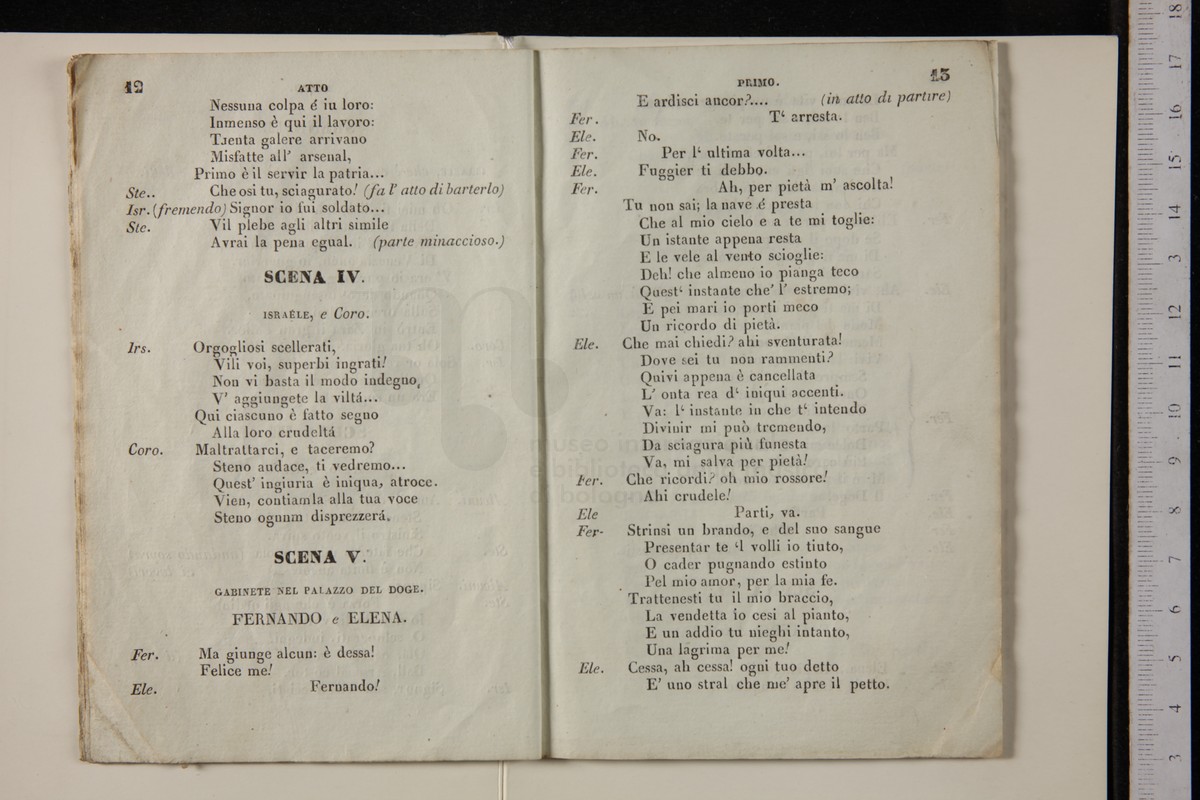 12
ATTO
Nessuna colpa é iu loro:
Inmenso è qui il lavoro:
Trenta galere arrivano
Misfatte all' arsenal,
Primo è il servir la patria...
Ste.. Che osi tu, sciagurato! (fa l' atto di barterlo)
Isr. (fremendo) Signor io fui soldato...
Ste. Vil plebe agli altri simile
Avrai la pena egual. (parte minaccioso.)
SCENA IV.
ISRAËLE, e Coro.
Irs. Orgogliosi scellerati,
Vili voi, superbi ingrati!
Non vi basta il modo indegno,
V' aggiungete la viltá...
Qui ciascuno è fatto segno
Alla loro crudeltá
Coro. Maltrattarci, e taceremo?
Steno audace, ti vedremo...
Quest' ingiuria è iniqua, atroce.
Vien, contiamla alla tua voce
Steno ognnm disprezzerá.
SCENA V.
GABINETE NEL PALAZZO DEL DOGE.
FERNANDO e ELENA.
Fer. Ma giunge alcun: è dessa!
Felice me!
Ele. Fernando!
13
PRIMO.
E ardisci ancor?.... (in atto di partire)
Fer. T‘ arresta.
Ele. No.
Fer. Per l‘ ultima volta...
Ele. Fuggier ti debbo.
Fer. Ah, per pietà m' ascolta!
Tu non sai; la nave é presta
Che al mio cielo e a te mi toglie:
Un istante appena resta
E le vele al vento scioglie:
Deh! che almeno io pianga teco
Quest‘ instante che' l' estremo;
E pei mari io porti meco
Un ricordo di pietà.
Ele. Che mai chiedi? ahi sventurata!
Dove sei tu non rammenti?
Quivi appena è cancellata
L' onta rea d‘ iniqui accenti.
Va: l‘ instante in che t‘ intendo
Divinir mi può tremendo,
Da sciagura più funesta
Va, mi salva per pietà!
Fer. Che ricordi? oh mio rossore!
Ahi crudele!
Ele Parti, va.
Fer- Strinsi un brando, e del suo sangue
Presentar te ‘l volli io tinto,
O cader pugnando estinto
Pel mio amor, per la mia fe.
Trattenesti tu il mio braccio,
La vendetta io cesi al pianto,
E un addio tu nieghi intanto,
Una lagrima per me!
Ele. Cessa, ah cessa! ogni tuo detto
E' uno stral che me' apre il petto.